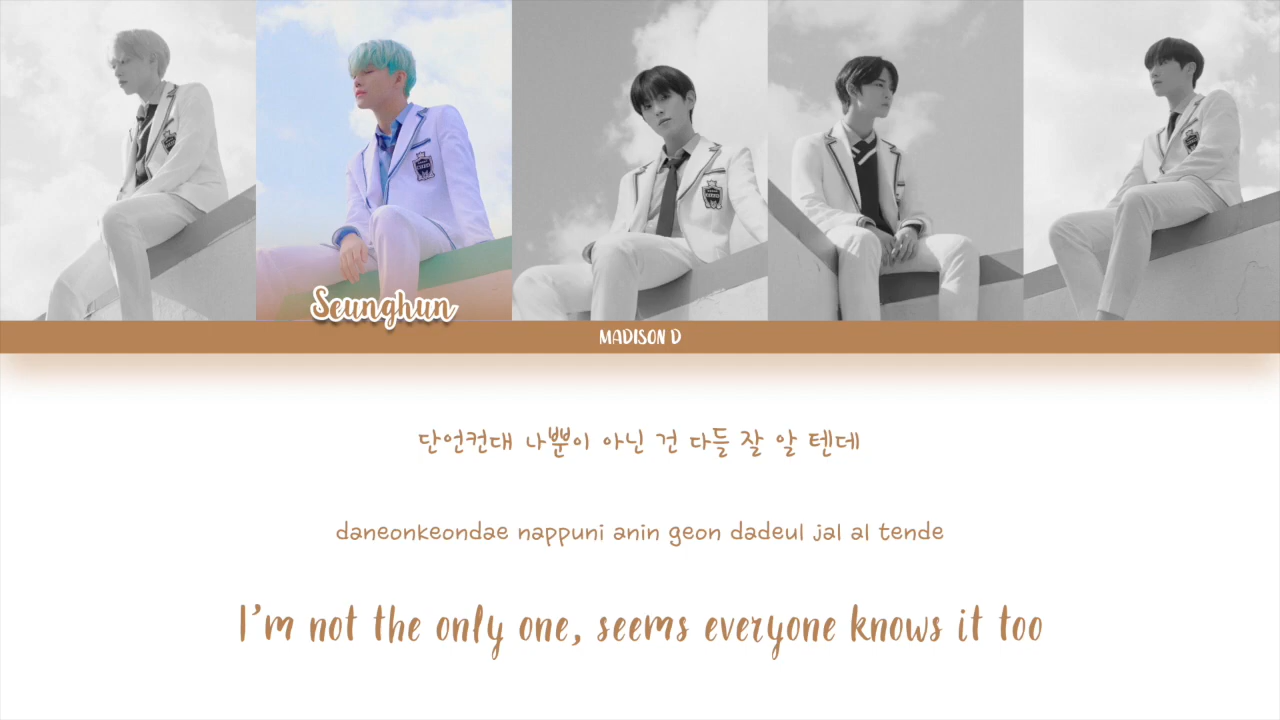 Seunghun
MADISON D
단언컨대 나뿐이 아닌 건 다들 잘 알 텐데
daneonkeondae nappuni anin geon dadeul jal al tende
I'm not the only one, seems everyone knows it too